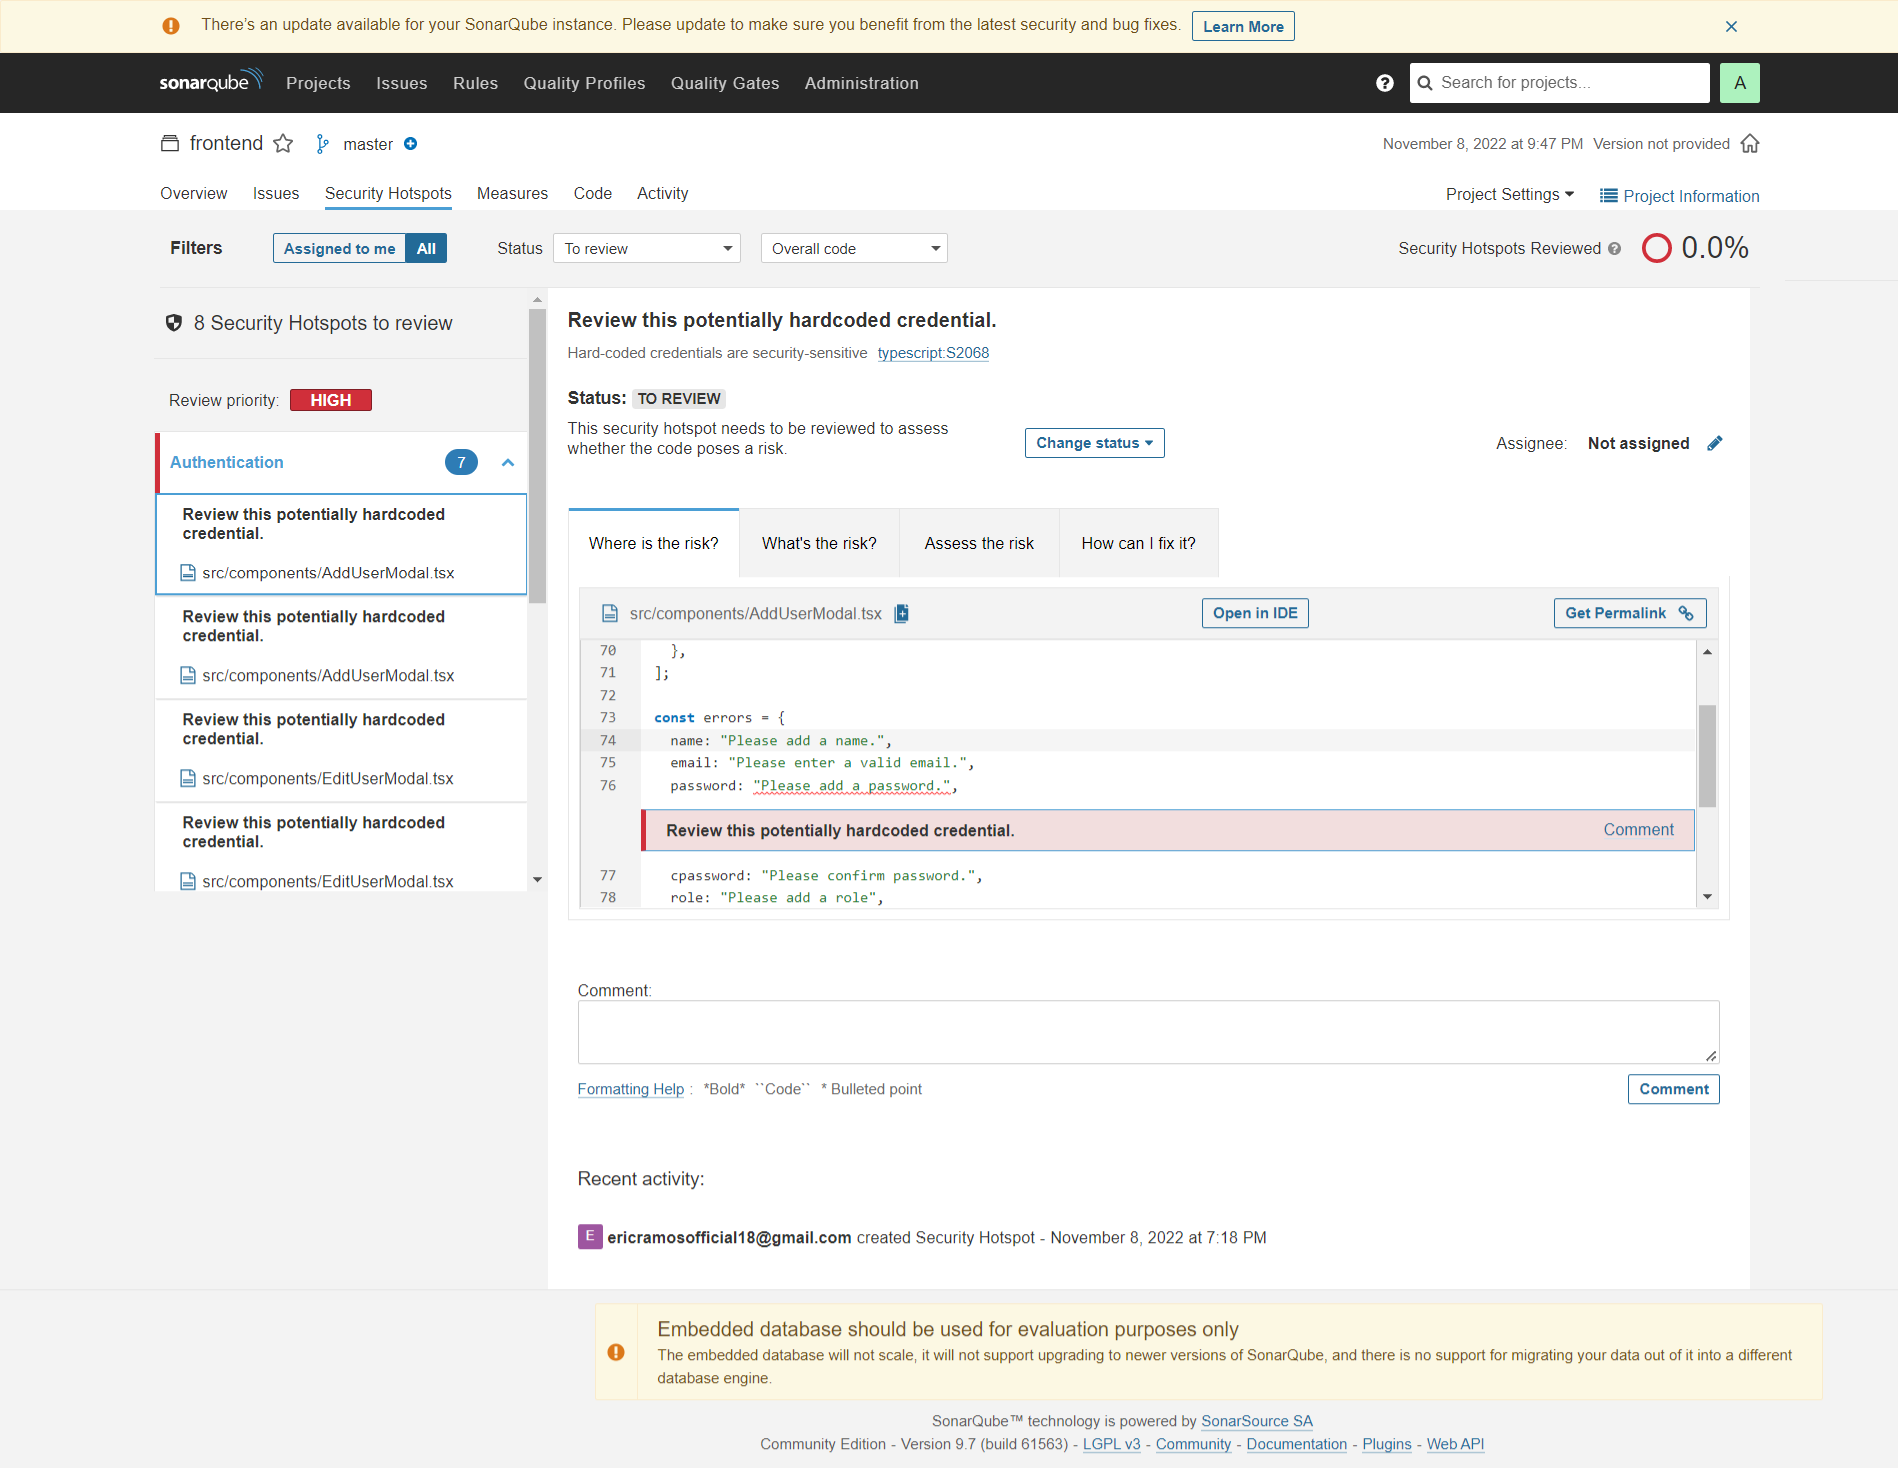 There's an update available for your SonarQube instance. Please update to make sure you benefit from the latest security and bug fixes. Learn More
sonarqube Projects Issues Rules Quality Profiles Quality Gates Administration Search for projects... A
frontend master November 8, 2022 at 9:47 PM Version not provided
Overview Issues Security Hotspots Measures Code Activity Project Settings Project Information
Filters Assigned to me All Status To review Overall code Security Hotspots Reviewed 0.0%
8 Security Hotspots to review
Review priority: HIGH
Authentication 7
Review this potentially hardcoded
credential.
src/components/AddUserModal.tsx
Review this potentially hardcoded
credential.
src/components/AddUserModal.tsx
Review this potentially hardcoded
credential.
src/components/EditUserModal.tsx
Review this potentially hardcoded
credential.
src/components/EditUserModal.tsx
Review this potentially hardcoded credential.
Hard-coded credentials are security-sensitive typescript:S2068
Status: TO REVIEW
This security hotspot needs to be reviewed to assess
whether the code poses a risk.
Change status
Assignee: Not assigned
Where is the risk? What's the risk? Assess the risk How can I fix it?
src/components/AddUserModal.tsx Open in IDE Get Permalink
70 },
71 ];
72
73 const errors = {
74 name: "Please add a name.",
75 email: "Please enter a valid email.",
76 password: "Please add a password.",
Review this potentially hardcoded credential. Comment
77 cpassword: "Please confirm password.",
78 role: "Please add a role",
Comment:
Formatting Help : *Bold* ``Code`` * Bulleted point Comment
Recent activity:
E ericramosofficial18@gmail.com created Security Hotspot - November 8, 2022 at 7:18 PM
Embedded database should be used for evaluation purposes only
The embedded database will not scale, it will not support upgrading to newer versions of SonarQube, and there is no support for migrating your data out of it into a different
database engine.
SonarQube™ technology is powered by SonarSource SA
Community Edition - Version 9.7 (build 61563) - LGPL v3 - Community - Documentation - Plugins - Web API